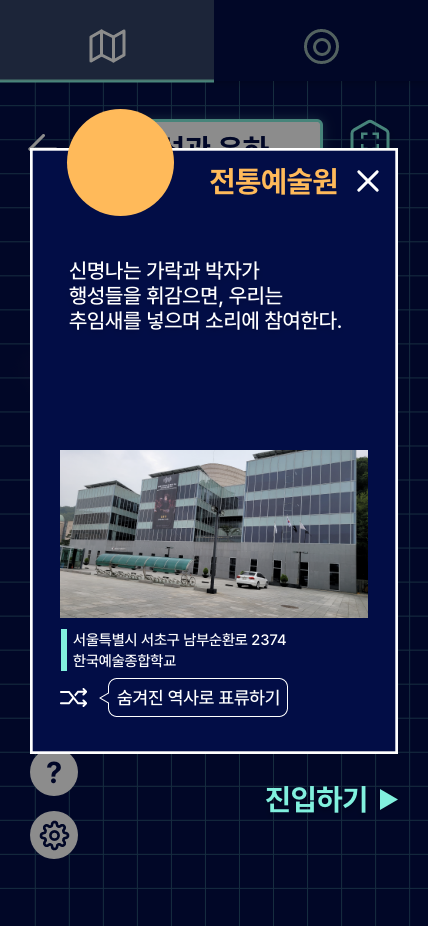 전통예술원
신명나는 가락과 박자가
행성들을 휘감으면, 우리는
추임새를 넣으며 소리에 참여한다.
서울특별시 서초구 남부순환로 2374
한국예술종합학교
숨겨진 역사로 표류하기
?
진입하기 ▶